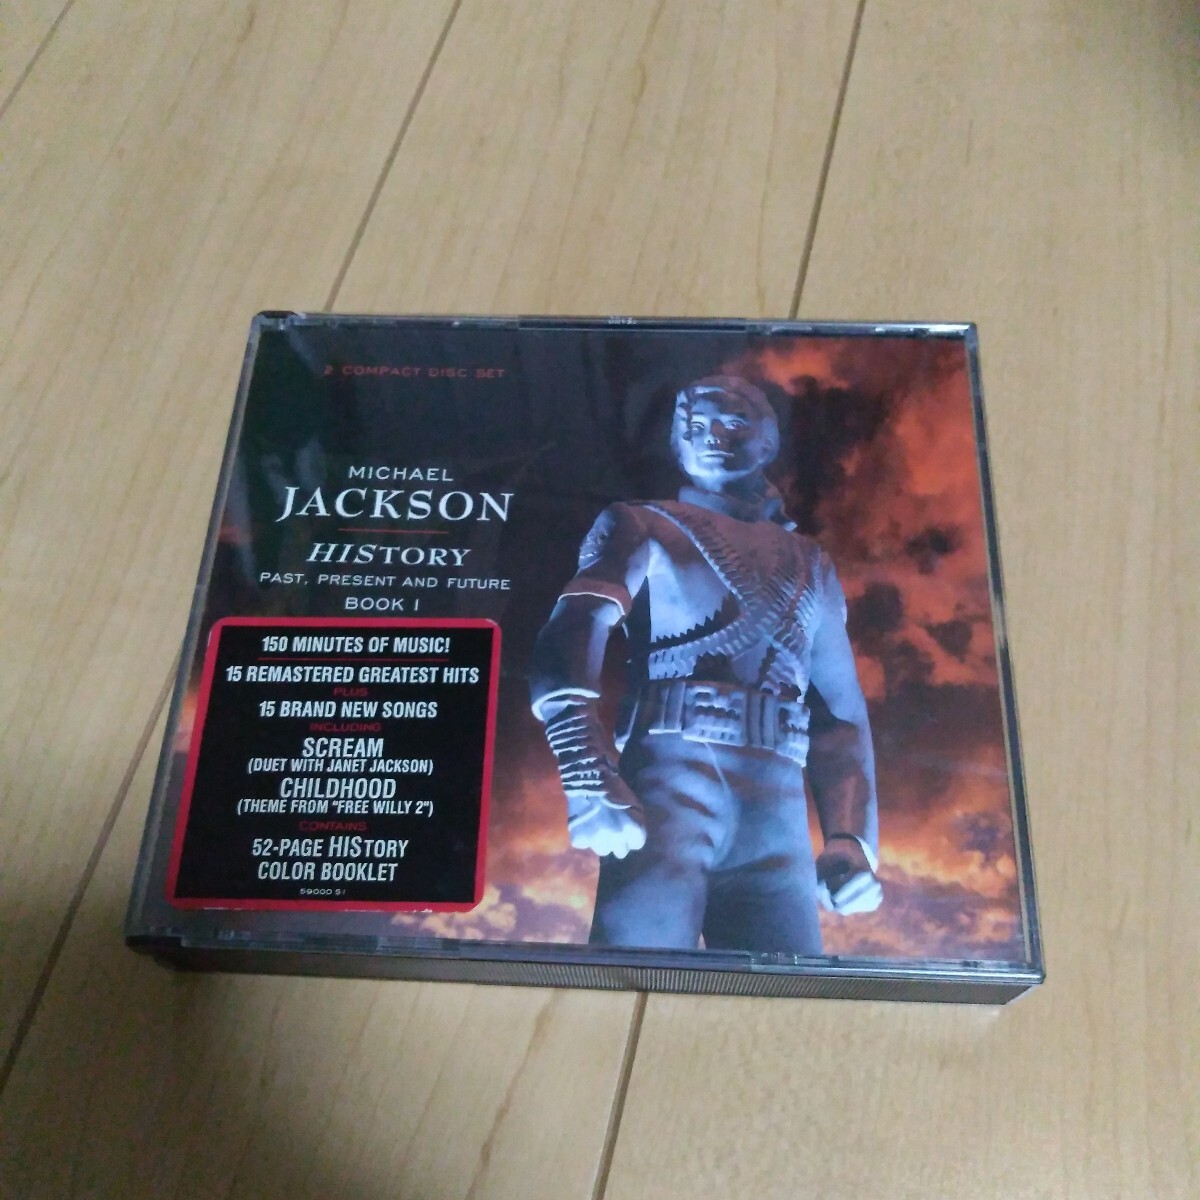 2 COMPACT DISC SET
MICHAEL
JACKSON
HISTORY
PAST, PRESENT AND FUTURE
BOOK I
150 MINUTES OF MUSIC!
15 REMASTERED GREATEST HITS
PLUS
15 BRAND NEW SONGS
INCLUDING
SCREAM
(DUET WITH JANET JACKSON)
CHILDHOOD
(THEME FROM "FREE WILLY 2")
CONTAINS
52-PAGE HISTORY
COLOR BOOKLET
59000 S1